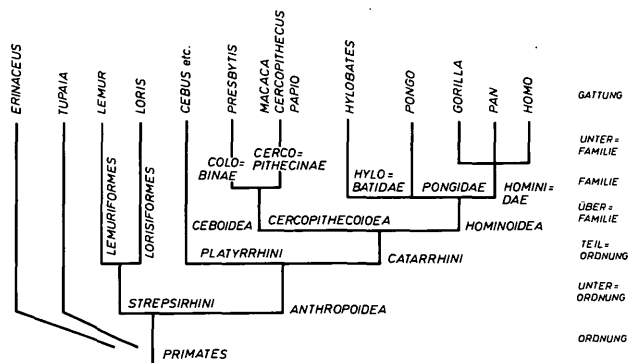 ERINACEUS
TUPAIA
LEMUR
LORIS
CEBUS etc.
PRESBYTIS
MACACA
CERCOPITHECUS
PAPIO
HYLOBATES
PONGO
GORILLA
PAN
HOMO
GATTUNG
LEMURIFORMES
LORISIFORMES
COLO=
BINAE
CERCO=
PITHECINAE
UNTER=
FAMILIE
HYLO=
BATIDAE
PONGIDAE
HOMINI=
DAE
FAMILIE
CEBOIDEA
CERCOPITHECOIOEA
HOMINOIDEA
ÜBER=
FAMILIE
PLATYRRHINI
CATARRHINI
TEIL=
ORDNUNG
STREPSIRHINI
ANTHROPOIDEA
UNTER=
ORDNUNG
PRIMATES
ORDNUNG